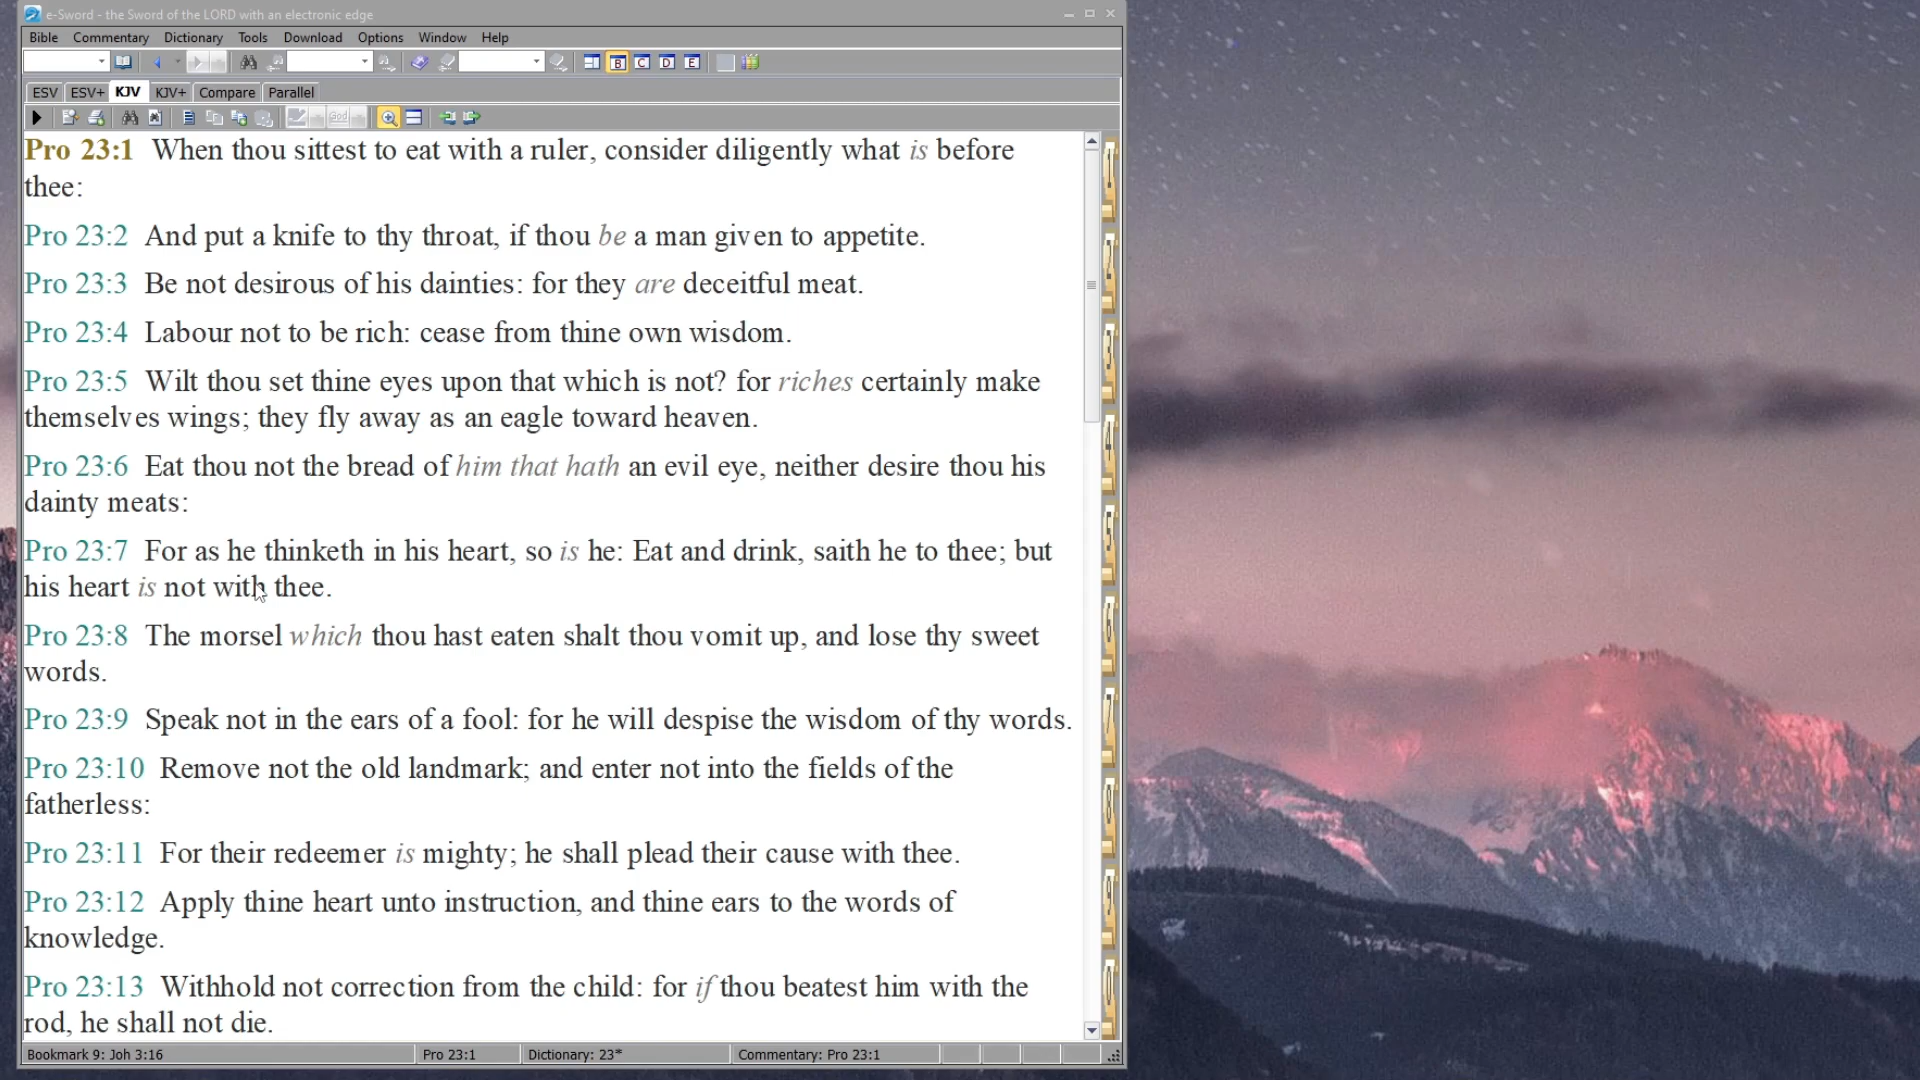 e-Sword - the Sword of the LORD with an electronic edge
Bible Commentary Dictionary Tools Download Options Window Help
B C D E
ESV ESV+ KJV KJV+ Compare Parallel
God
Pro 23:1 When thou sittest to eat with a ruler, consider diligently what is before
thee:
Pro 23:2 And put a knife to thy throat, if thou be a man given to appetite.
Pro 23:3 Be not desirous of his dainties: for they are deceitful meat.
Pro 23:4 Labour not to be rich: cease from thine own wisdom.
Pro 23:5 Wilt thou set thine eyes upon that which is not? for riches certainly make
themselves wings; they fly away as an eagle toward heaven.
Pro 23:6 Eat thou not the bread of him that hath an evil eye, neither desire thou his
dainty meats:
Pro 23:7 For as he thinketh in his heart, so is he: Eat and drink, saith he to thee; but
his heart is not with thee.
Pro 23:8 The morsel which thou hast eaten shalt thou vomit up, and lose thy sweet
words.
Pro 23:9 Speak not in the ears of a fool: for he will despise the wisdom of thy words.
Pro 23:10 Remove not the old landmark; and enter not into the fields of the
fatherless:
Pro 23:11 For their redeemer is mighty; he shall plead their cause with thee.
Pro 23:12 Apply thine heart unto instruction, and thine ears to the words of
knowledge.
Pro 23:13 Withhold not correction from the child: for if thou beatest him with the
rod, he shall not die.
1
2
3
4
5
6
7
8
9
0
Bookmark 9: Joh 3:16 Pro 23:1 Dictionary: 23* Commentary: Pro 23:1